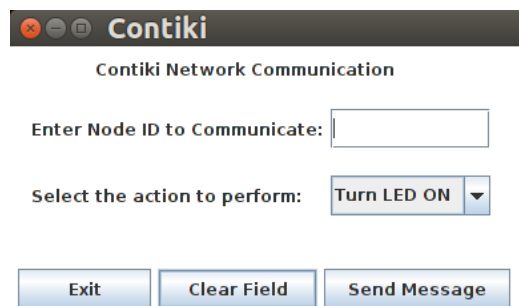 Contiki
Contiki Network Communication
Enter Node ID to Communicate:
Select the action to perform: Turn LED ON
Exit Clear Field Send Message